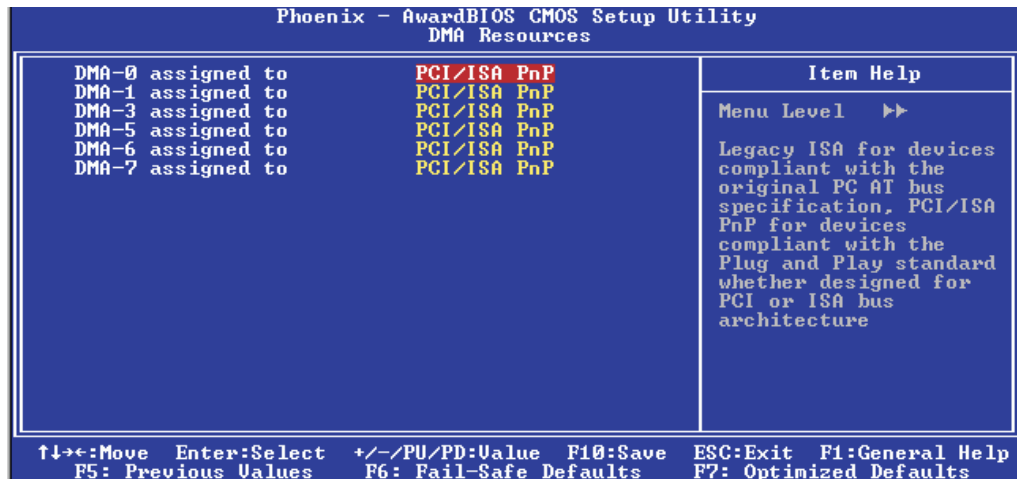 Phoenix - AwardBIOS CMOS Setup Utility
DMA Resources
DMA-0 assigned to PCI/ISA PnP
DMA-1 assigned to PCI/ISA PnP
DMA-3 assigned to PCI/ISA PnP
DMA-5 assigned to PCI/ISA PnP
DMA-6 assigned to PCI/ISA PnP
DMA-7 assigned to PCI/ISA PnP
Item Help
Menu Level ▶▶
Legacy ISA for devices
compliant with the
original PC AT bus
specification, PCI/ISA
PnP for devices
compliant with the
Plug and Play standard
whether designed for
PCI or ISA bus
architecture
↑↓→←:Move Enter:Select +/-/PU/PD:Value F10:Save ESC:Exit F1:General Help
F5: Previous Values F6: Fail-Safe Defaults F7: Optimized Defaults